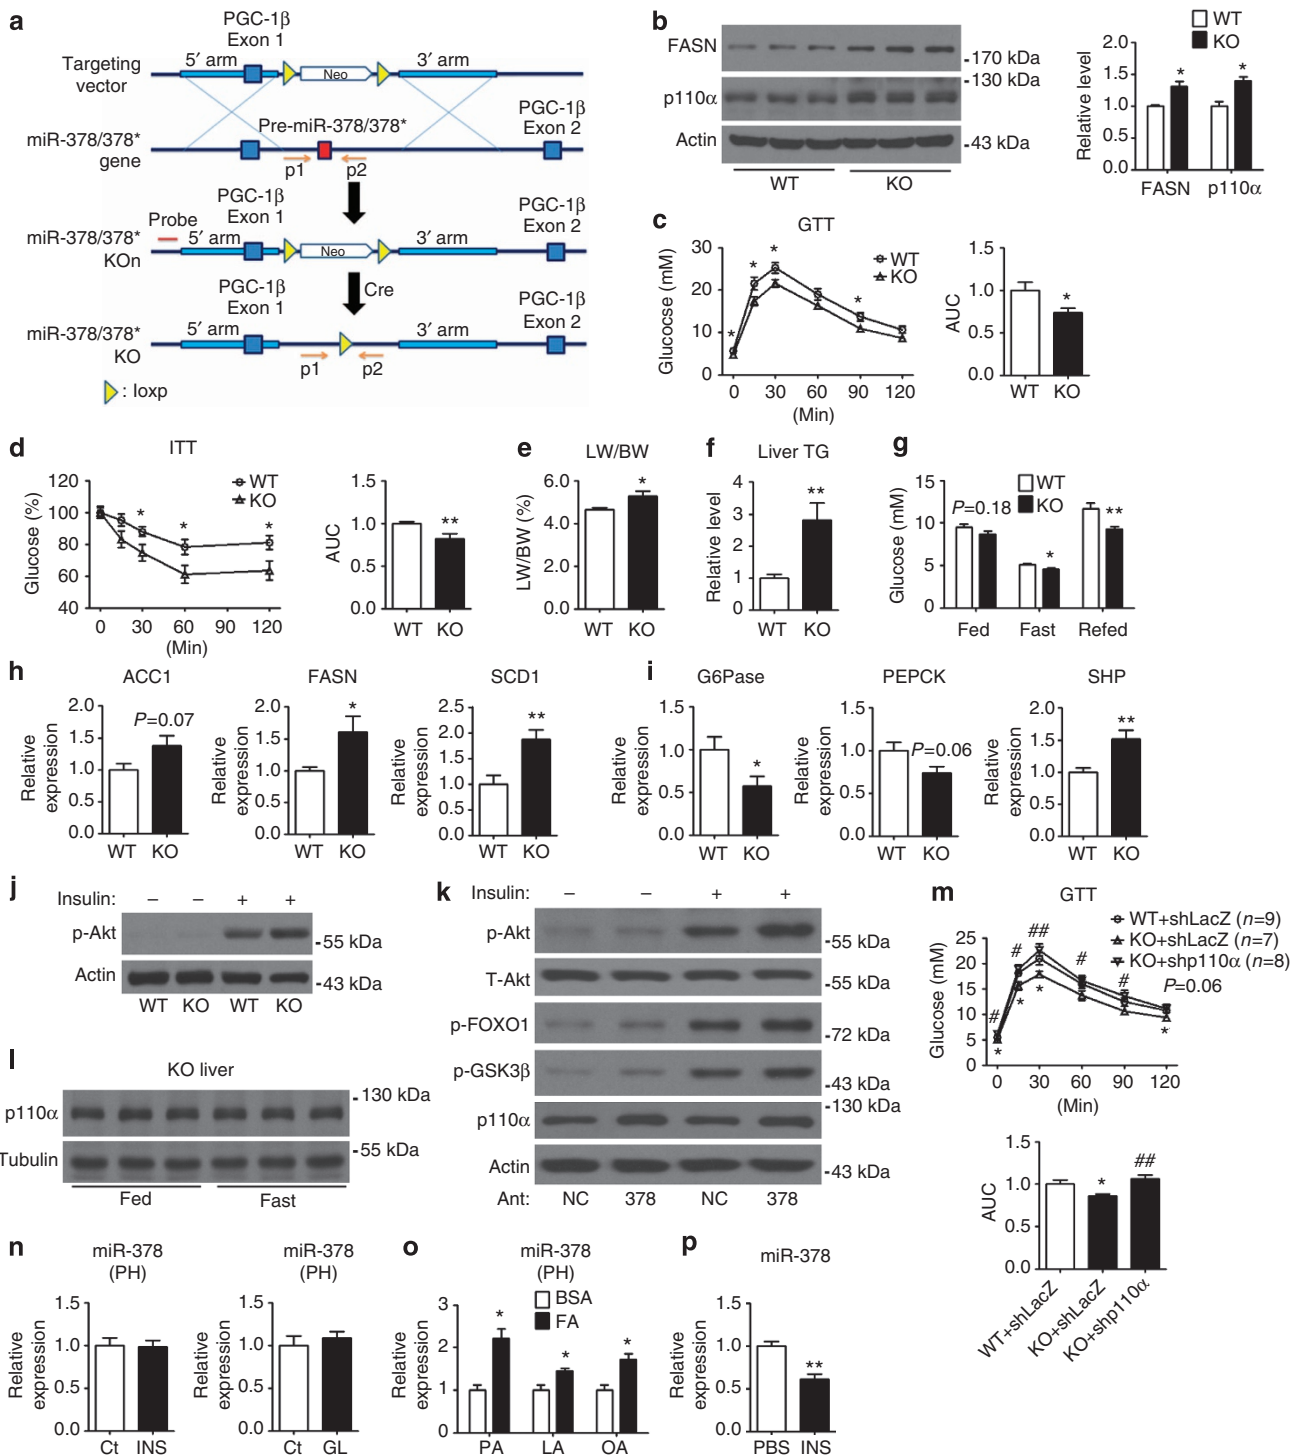 a
PGC-1β
Exon 1
5′ arm
3′ arm
Targeting
vector
Neo
miR-378/378*
gene
Pre-miR-378/378*
PGC-1β
Exon 2
p1
p2
PGC-1β
Exon 1
PGC-1β
Exon 2
Probe
5′ arm
3′ arm
miR-378/378*
KOn
Neo
PGC-1β
Exon 1
Cre
PGC-1β
Exon 2
5′ arm
3′ arm
miR-378/378*
KO
p1
p2
: loxp
b
FASN
-170 kDa
-130 kDa
p110α
Actin
-43 kDa
WT
KO
WT
KO
Relative level
2.0
1.5
1.0
0.5
0.0
*
*
FASN
p110α
c
GTT
Glucocse (mM)
30
20
10
0
*
*
*
*
WT
KO
0 30 60 90 120
(Min)
AUC
1.5
1.0
0.5
0.0
*
WT KO
d
ITT
Glucose (%)
120
100
80
60
40
WT
KO
*
*
*
0 30 60 90 120
(Min)
AUC
1.5
1.0
0.5
0.0
**
WT KO
e
LW/BW
LW/BW (%)
6.0
4.0
2.0
0.0
*
WT KO
f
Liver TG
Relative level
4
3
2
1
0
**
WT KO
g
Glucose (mM)
15
10
5
0
WT
KO
P=0.18
*
**
Fed Fast Refed
h
ACC1
Relative
expression
2.0
1.5
1.0
0.5
0.0
P=0.07
WT KO
FASN
Relative
expression
2.0
1.5
1.0
0.5
0.0
*
WT KO
SCD1
Relative
expression
2.5
2.0
1.5
1.0
0.5
0.0
**
WT KO
i
G6Pase
Relative
expression
1.5
1.0
0.5
0.0
*
WT KO
PEPCK
Relative
expression
1.5
1.0
0.5
0.0
P=0.06
WT KO
SHP
Relative
expression
2.0
1.5
1.0
0.5
0.0
**
WT KO
j
Insulin: – – + +
p-Akt
-55 kDa
Actin
-43 kDa
WT KO WT KO
k
Insulin: – – + +
p-Akt
-55 kDa
T-Akt
-55 kDa
p-FOXO1
-72 kDa
p-GSK3β
-43 kDa
-130 kDa
p110α
Actin
-43 kDa
Ant: NC 378 NC 378
l
KO liver
-130 kDa
p110α
-55 kDa
Tubulin
Fed
Fast
m
GTT
WT+shLacZ (n=9)
KO+shLacZ (n=7)
KO+shp110α (n=8)
P=0.06
Glucose (mM)
25
20
15
10
5
0
#
#
##
#
#
*
*
*
*
0 30 60 90 120
(Min)
AUC
1.5
1.0
0.5
0.0
*
##
WT+shLacZ
KO+shLacZ
KO+shp110α
n
miR-378
(PH)
Relative
expression
1.5
1.0
0.5
0.0
Ct INS
miR-378
(PH)
Relative
expression
1.5
1.0
0.5
0.0
Ct GL
o
miR-378
(PH)
BSA
FA
Relative
expression
3
2
1
0
*
*
*
PA LA OA
p
miR-378
Relative
expression
1.5
1.0
0.5
0.0
**
PBS INS